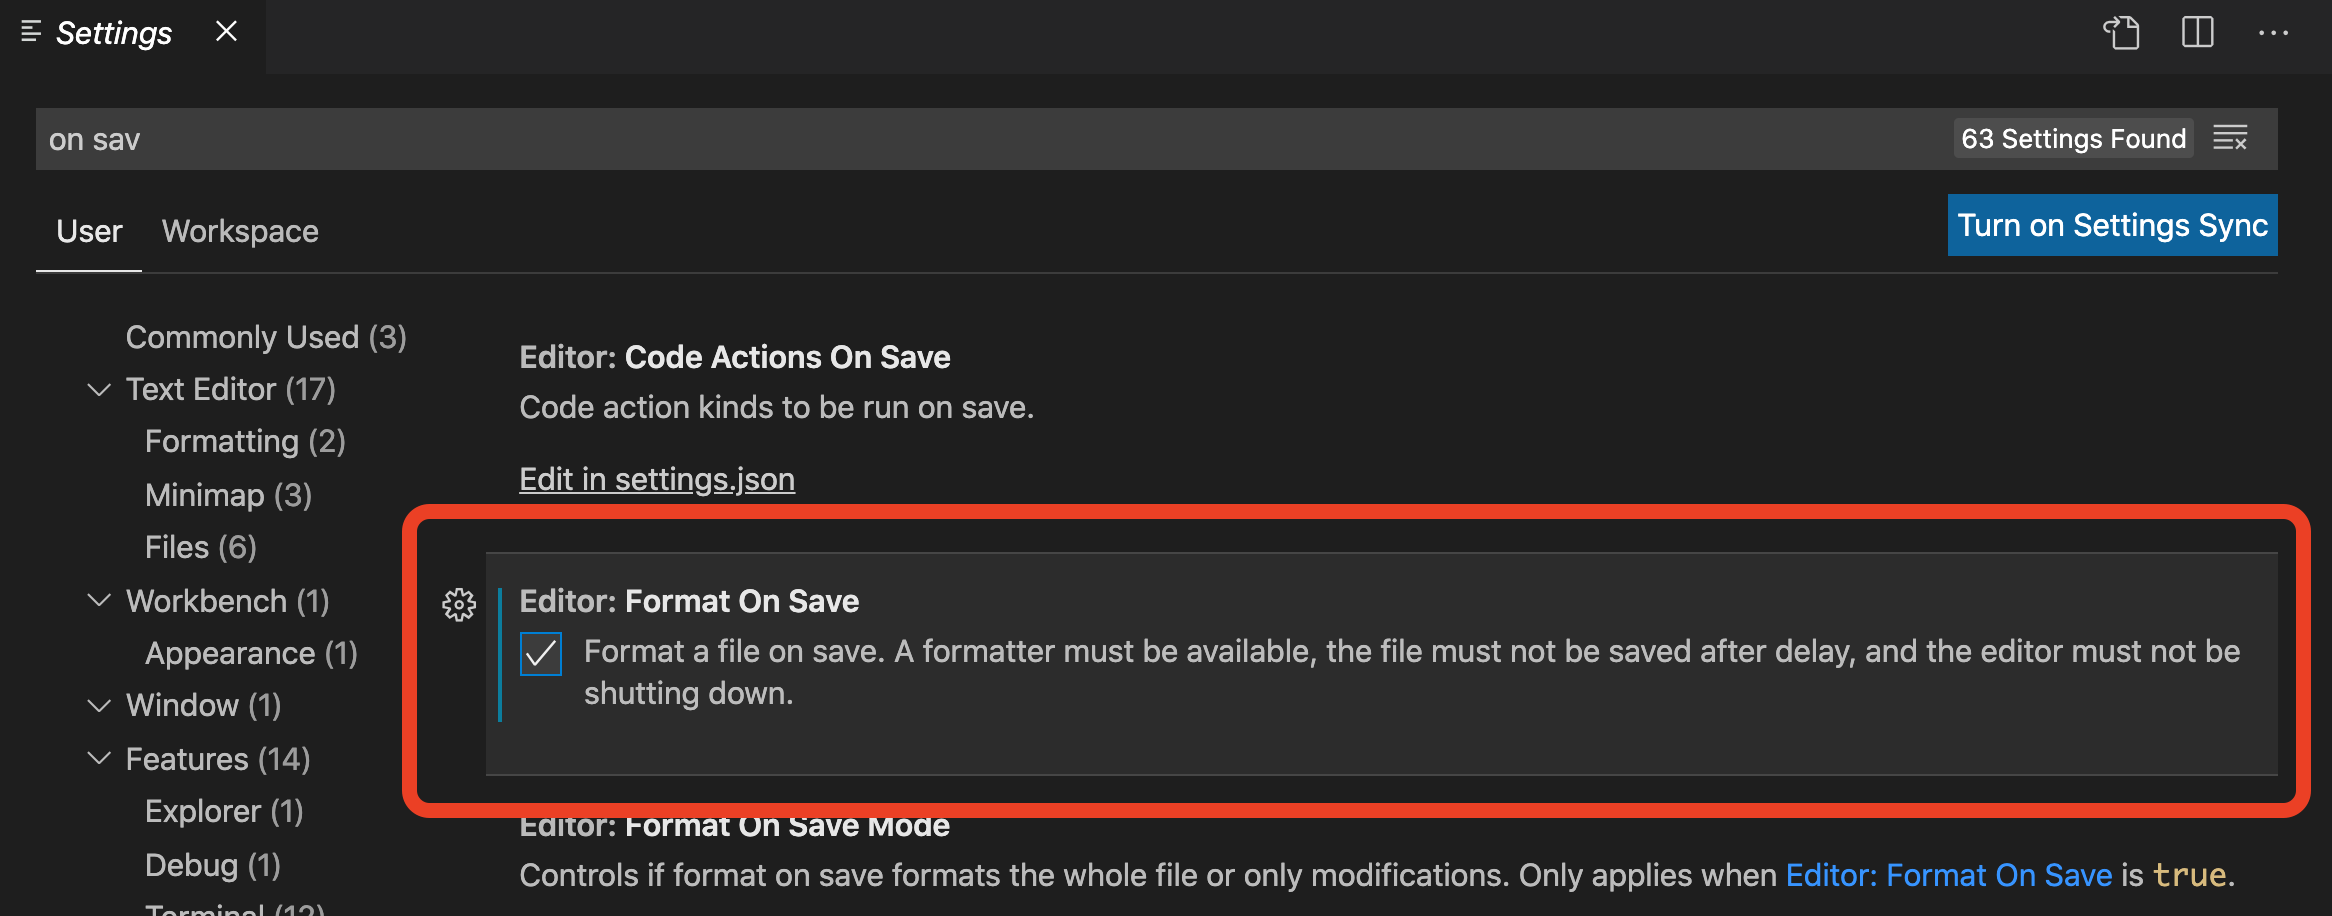 Settings
on sav
63 Settings Found
User Workspace
Turn on Settings Sync
Commonly Used (3)
Text Editor (17)
Formatting (2)
Minimap (3)
Files (6)
Workbench (1)
Appearance (1)
Window (1)
Features (14)
Explorer (1)
Debug (1)
Terminal (12)
Editor: Code Actions On Save
Code action kinds to be run on save.
Edit in settings.json
Editor: Format On Save
Format a file on save. A formatter must be available, the file must not be saved after delay, and the editor must not be
shutting down.
Editor: Format On Save Mode
Controls if format on save formats the whole file or only modifications. Only applies when Editor: Format On Save is true.